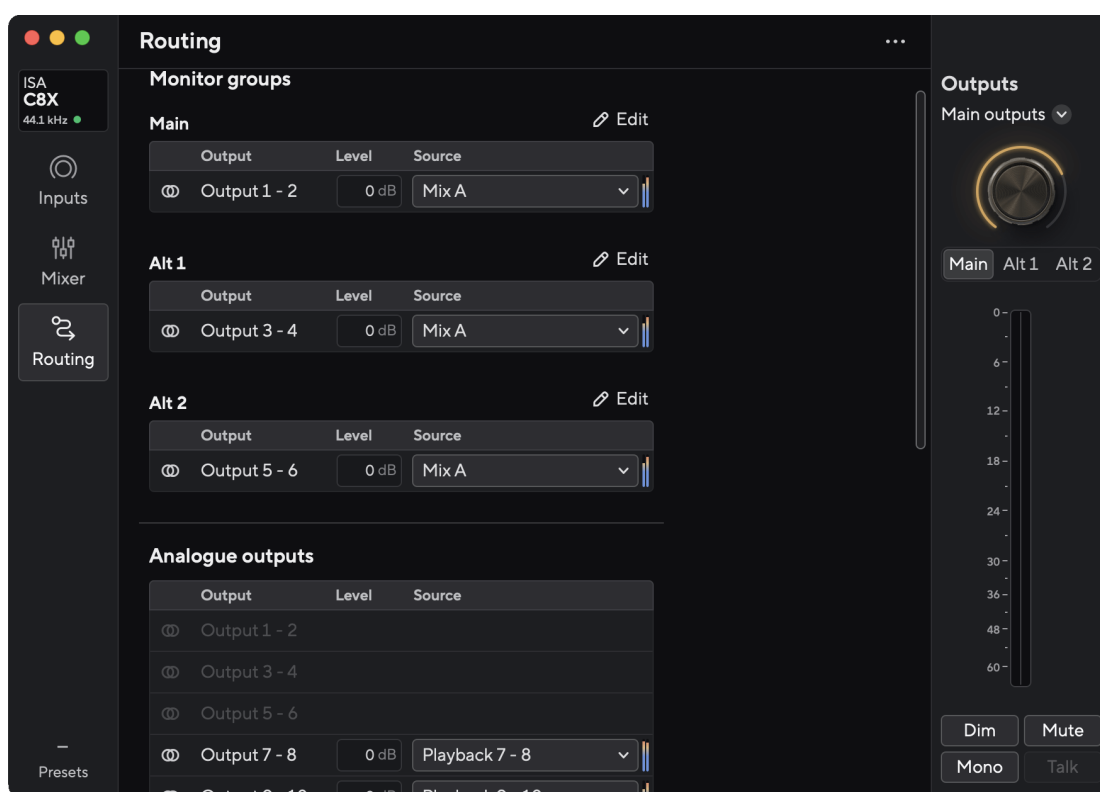 Routing
...
ISA
C8X
44.1 kHz
Inputs
Mixer
Routing
Presets
Monitor groups
Main
Edit
Output Level Source
Output 1 - 2 0 dB Mix A
Alt 1
Edit
Output Level Source
Output 3 - 4 0 dB Mix A
Alt 2
Edit
Output Level Source
Output 5 - 6 0 dB Mix A
Analogue outputs
Output Level Source
Output 1 - 2
Output 3 - 4
Output 5 - 6
Output 7 - 8 0 dB Playback 7 - 8
Outputs
Main outputs
Main Alt 1 Alt 2
0
6
12
18
24
30
36
48
60
Dim Mute
Mono Talk